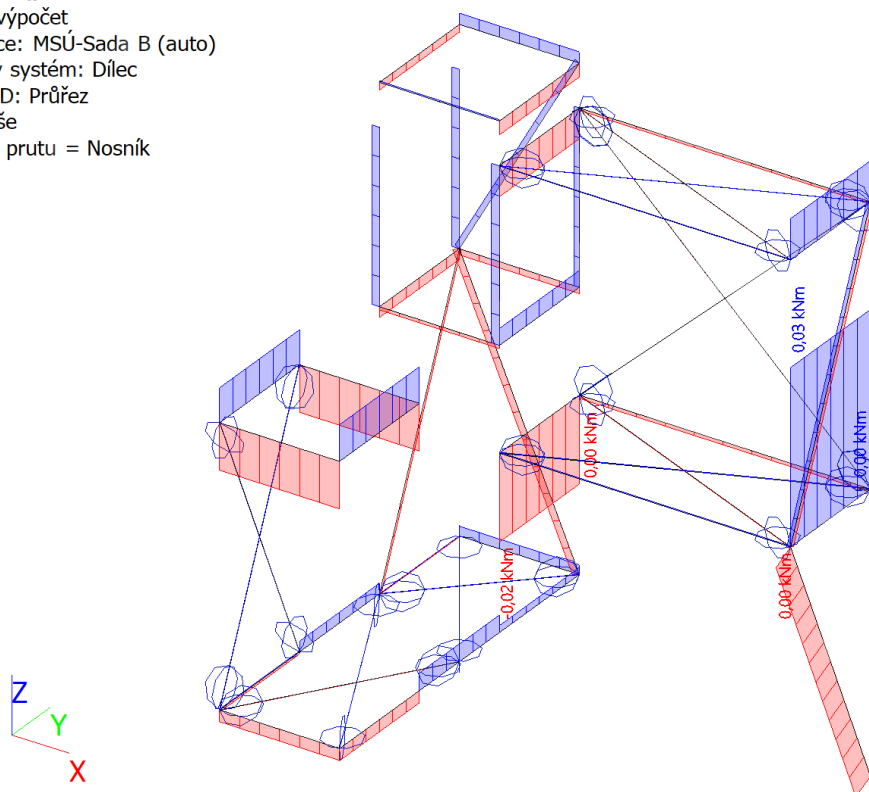 výpočet
ce: MSÚ-Sada B (auto)
v systém: Dílec
D: Průřez
še
prutu = Nosník
0,03 kNm
0,00 kNm
0,00 kNm
-0,02 kNm
0,00 kNm
Z
Y
X